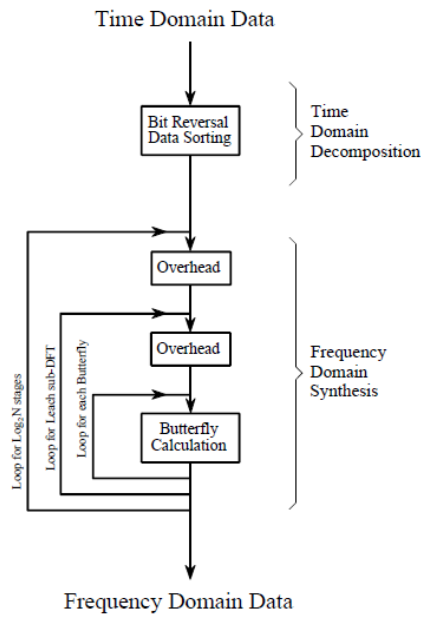 Time Domain Data
Bit Reversal
Data Sorting
Time
Domain
Decomposition
Overhead
Overhead
Butterfly
Calculation
Loop for Log₂N stages
Loop for Leach sub-DFT
Loop for each Butterfly
Frequency
Domain
Synthesis
Frequency Domain Data